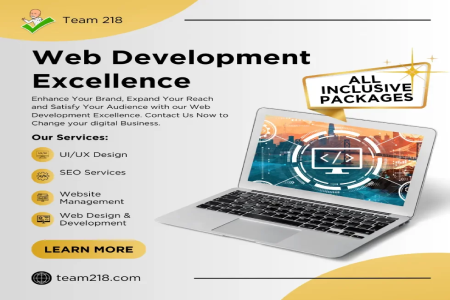 Team 218
Web Development
Excellence
Enhance Your Brand, Expand Your Reach
and Satisfy Your Audience with our Web
Development Excellence. Contact Us Now to
Change your digital Business.
Our Services:
UI/UX Design
SEO Services
Website
Management
Web Design &
Development
LEARN MORE
team218.com
ALL
INCLUSIVE
PACKAGES
</>